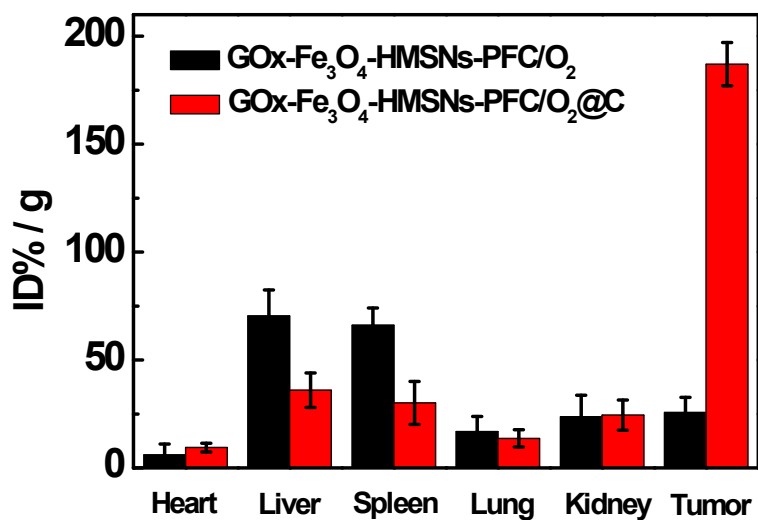 200
150
100
50
0
ID% / g
GOx-Fe₃O₄-HMSNs-PFC/O₂
GOx-Fe₃O₄-HMSNs-PFC/O₂@C
Heart Liver Spleen Lung Kidney Tumor